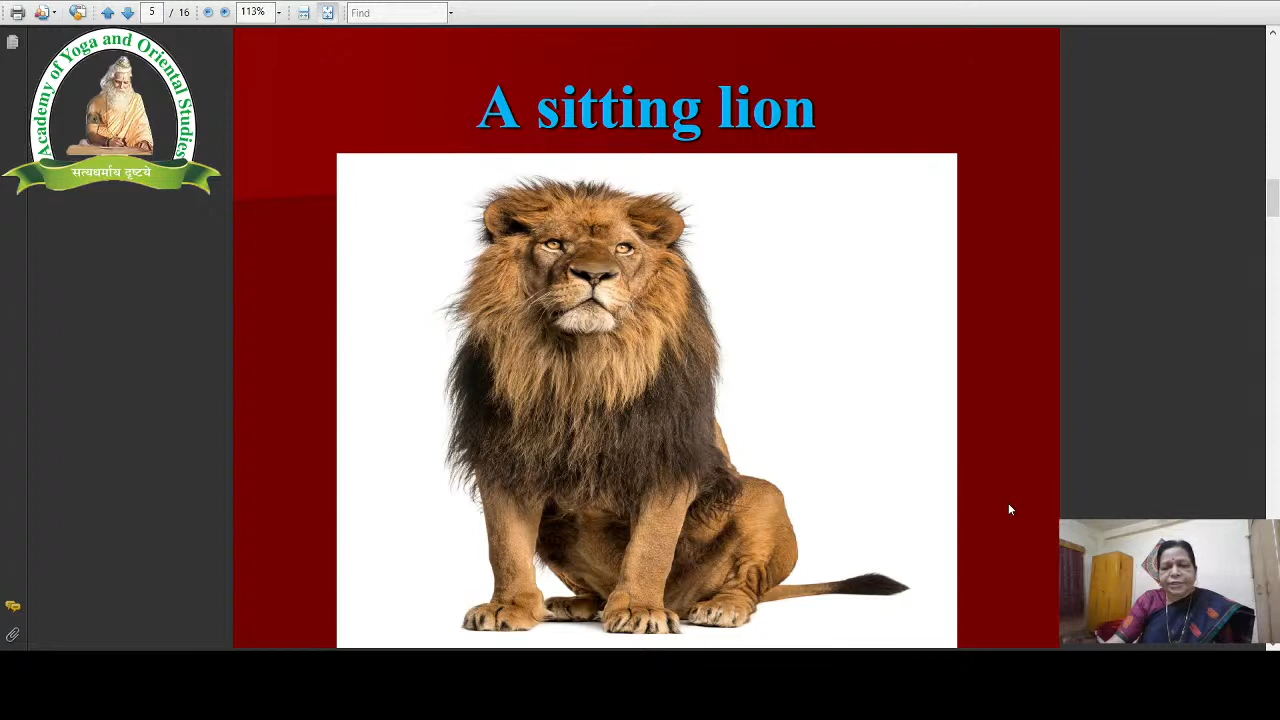 5 / 16
113%
Find
Academy of Yoga and Oriental Studies
सत्यधर्माय दृष्टये
A sitting lion